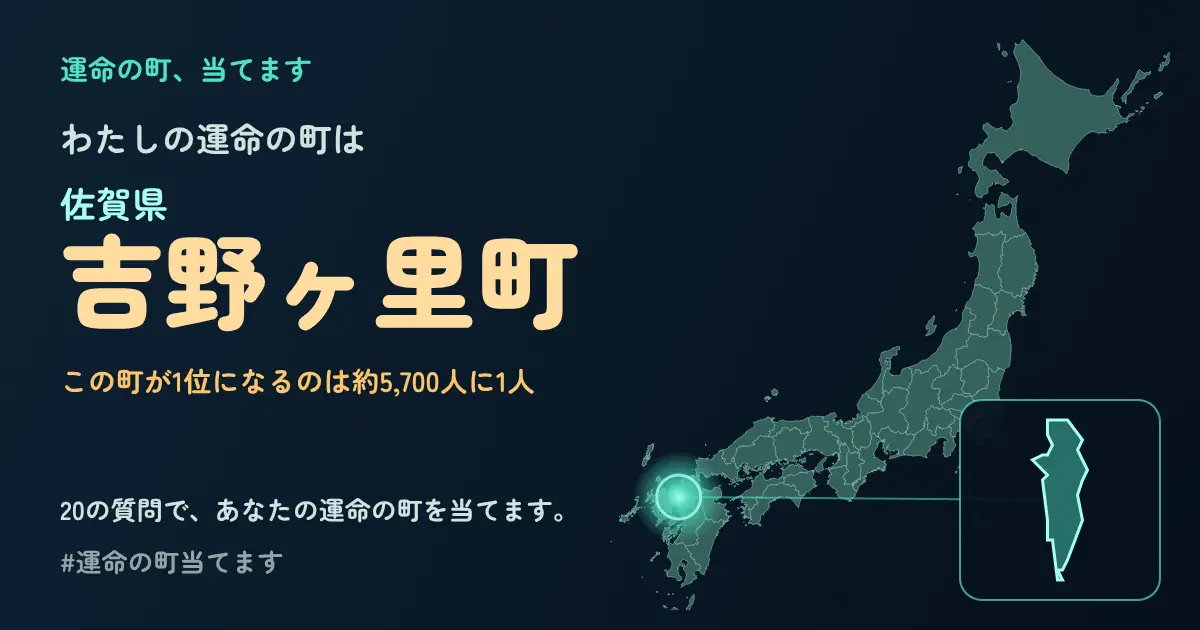 運命の町、当てます
わたしの運命の町は
佐賀県
吉野ヶ里町
この町が1位になるのは約5,700人に1人
20の質問で、あなたの運命の町を当てます。
#運命の町当てます